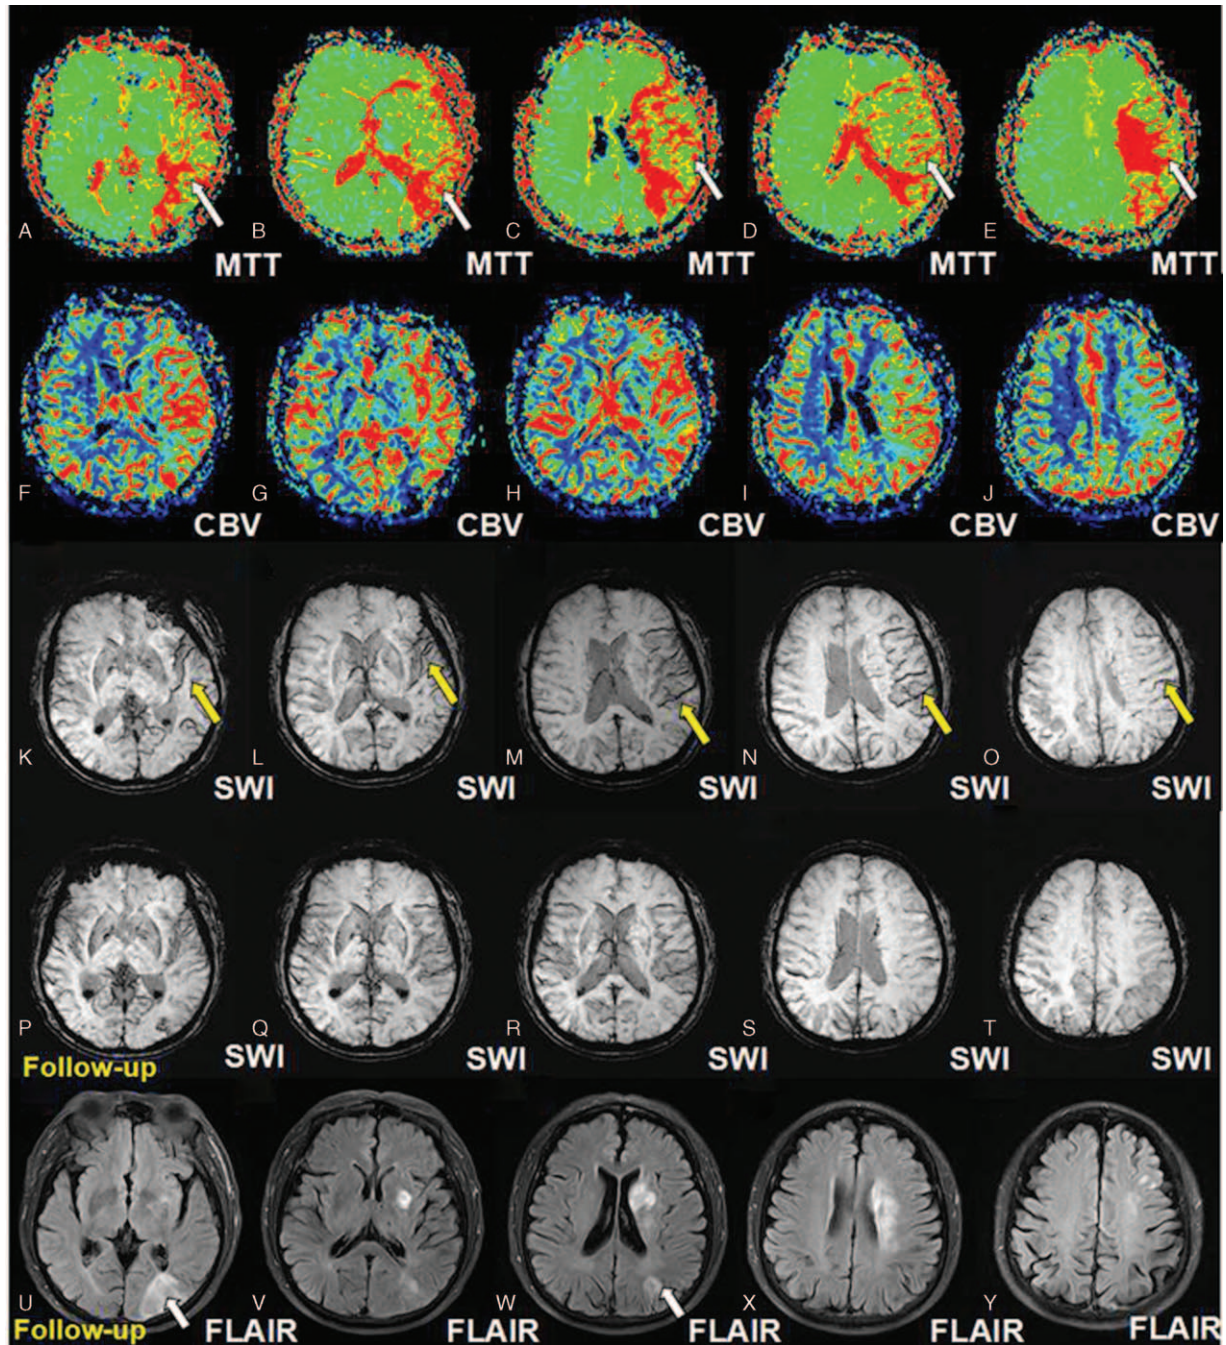 A MTT B MTT C MTT D MTT E MTT
F CBV G CBV H CBV I CBV J CBV
K SWI L SWI M SWI N SWI O SWI
P SWI Q SWI R SWI S SWI T SWI
Follow-up
U FLAIR V FLAIR W FLAIR X FLAIR Y FLAIR
Follow-up